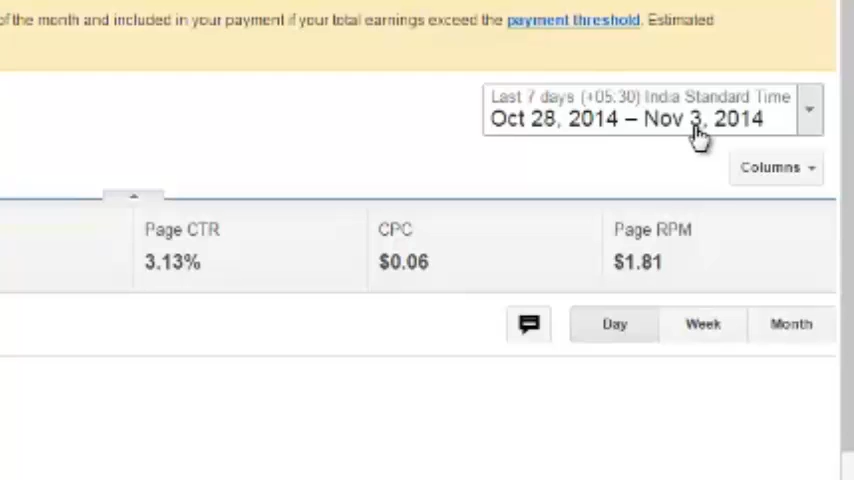 of the month and included in your payment if your total earnings exceed the payment threshold. Estimated
Last 7 days (+05:30) India Standard Time
Oct 28, 2014 – Nov 3, 2014
Columns
Page CTR
CPC
Page RPM
3.13%
$0.06
$1.81
Day
Week
Month